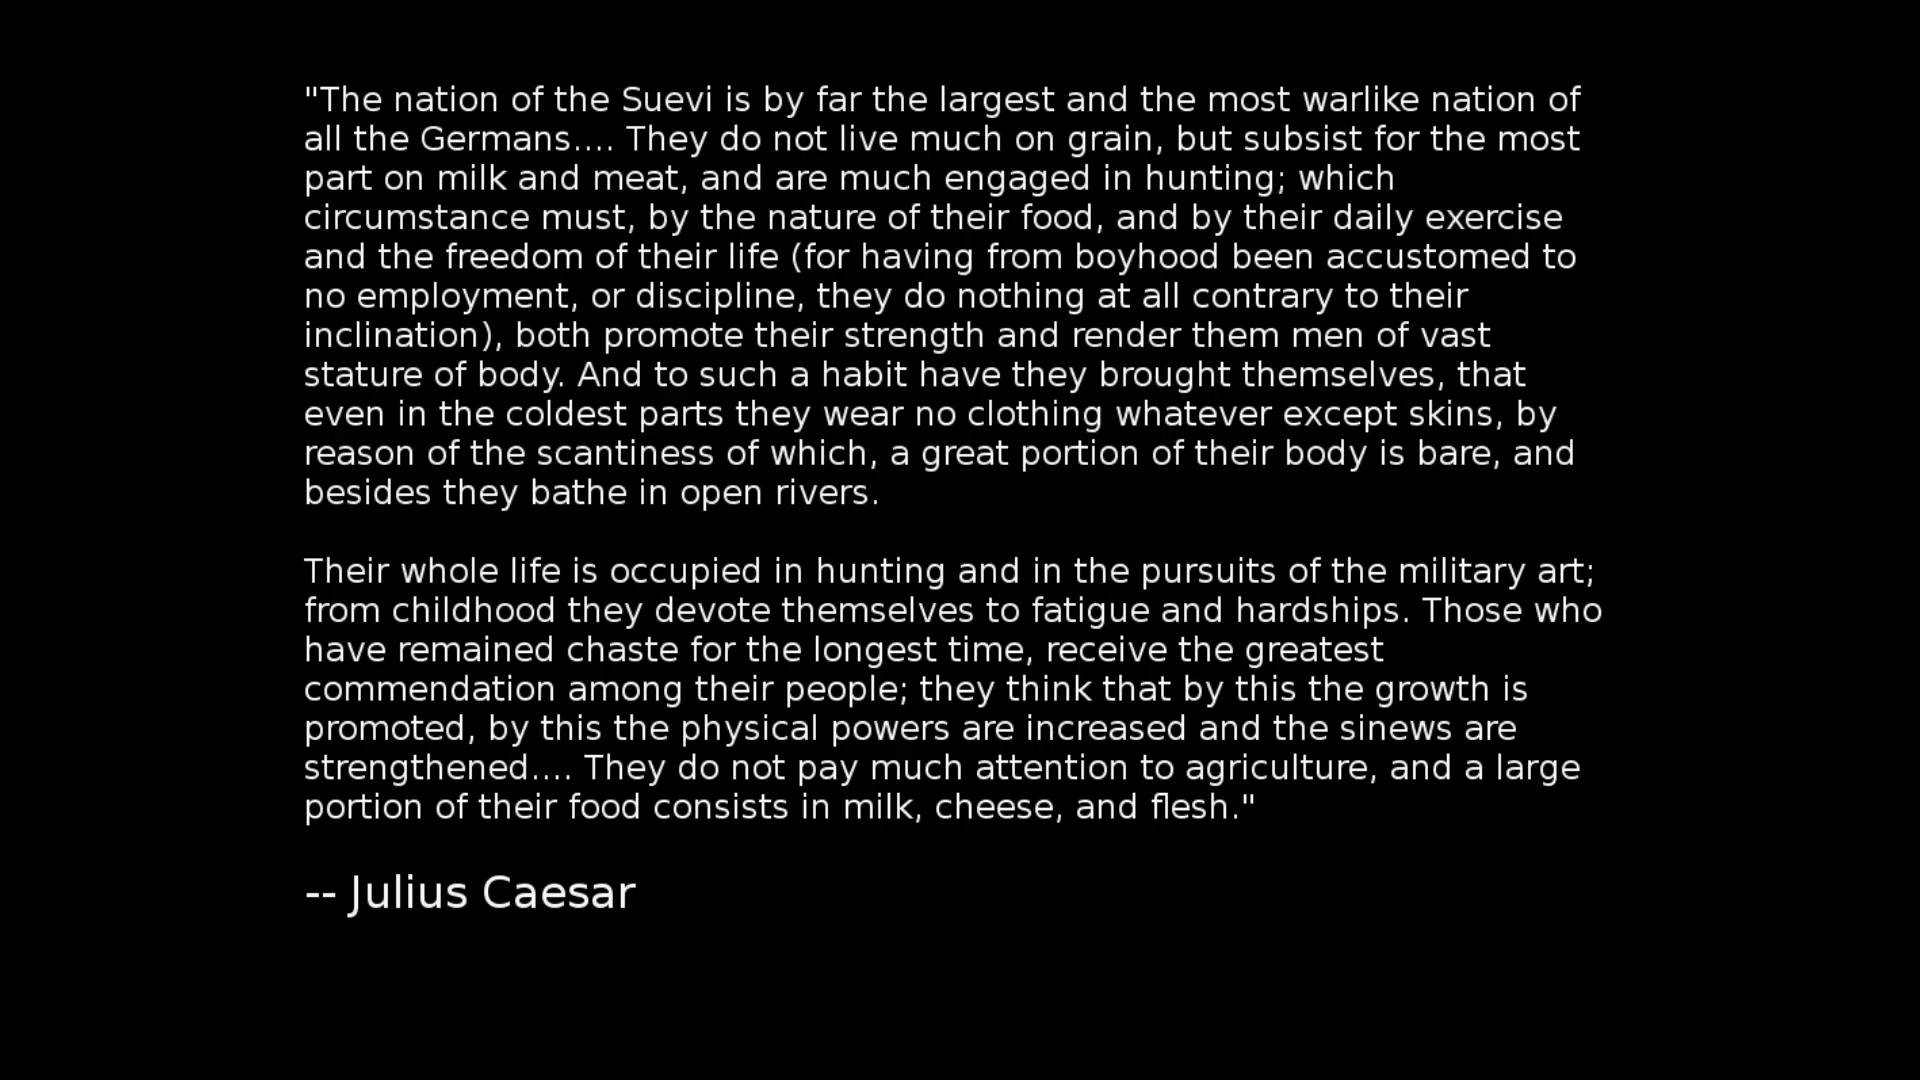 "The nation of the Suevi is by far the largest and the most warlike nation of
all the Germans.... They do not live much on grain, but subsist for the most
part on milk and meat, and are much engaged in hunting; which
circumstance must, by the nature of their food, and by their daily exercise
and the freedom of their life (for having from boyhood been accustomed to
no employment, or discipline, they do nothing at all contrary to their
inclination), both promote their strength and render them men of vast
stature of body. And to such a habit have they brought themselves, that
even in the coldest parts they wear no clothing whatever except skins, by
reason of the scantiness of which, a great portion of their body is bare, and
besides they bathe in open rivers.
Their whole life is occupied in hunting and in the pursuits of the military art;
from childhood they devote themselves to fatigue and hardships. Those who
have remained chaste for the longest time, receive the greatest
commendation among their people; they think that by this the growth is
promoted, by this the physical powers are increased and the sinews are
strengthened.... They do not pay much attention to agriculture, and a large
portion of their food consists in milk, cheese, and flesh."
-- Julius Caesar